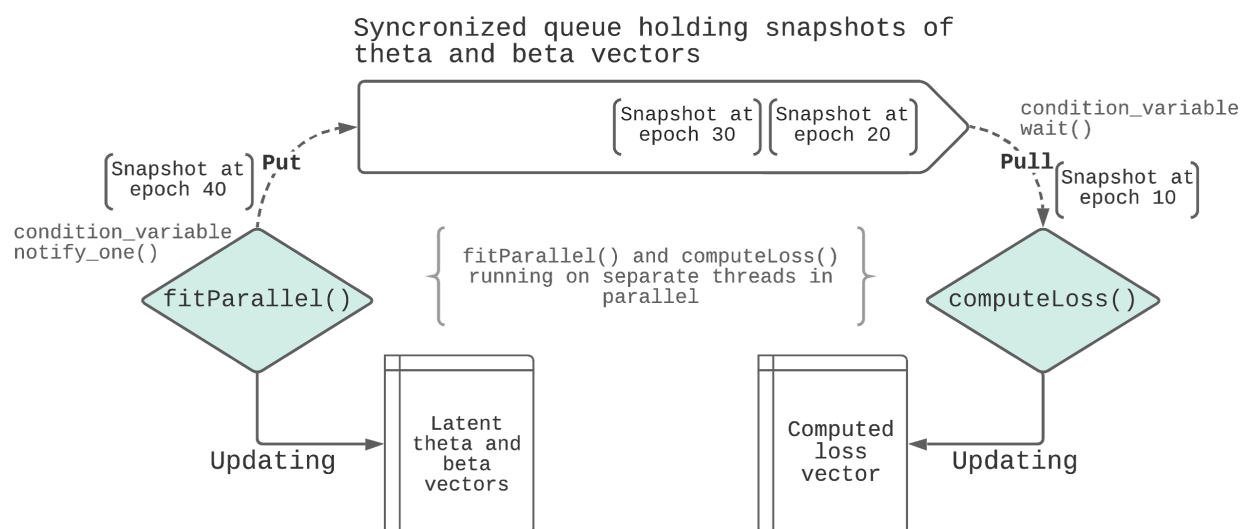 Syncronized queue holding snapshots of
theta and beta vectors
Snapshot at
epoch 30
Snapshot at
epoch 20
condition_variable
wait()
Put
Pull
Snapshot at
epoch 40
Snapshot at
epoch 10
condition_variable
notify_one()
fitParallel() and computeLoss()
running on separate threads in
parallel
fitParallel()
computeLoss()
Latent
theta and
beta
vectors
Computed
loss
vector
Updating
Updating